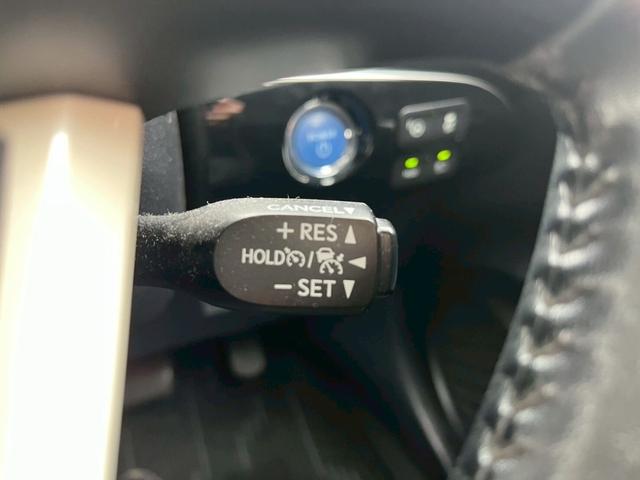 CANCEL
+ RES ▲
HOLD / ◀
− SET ▼